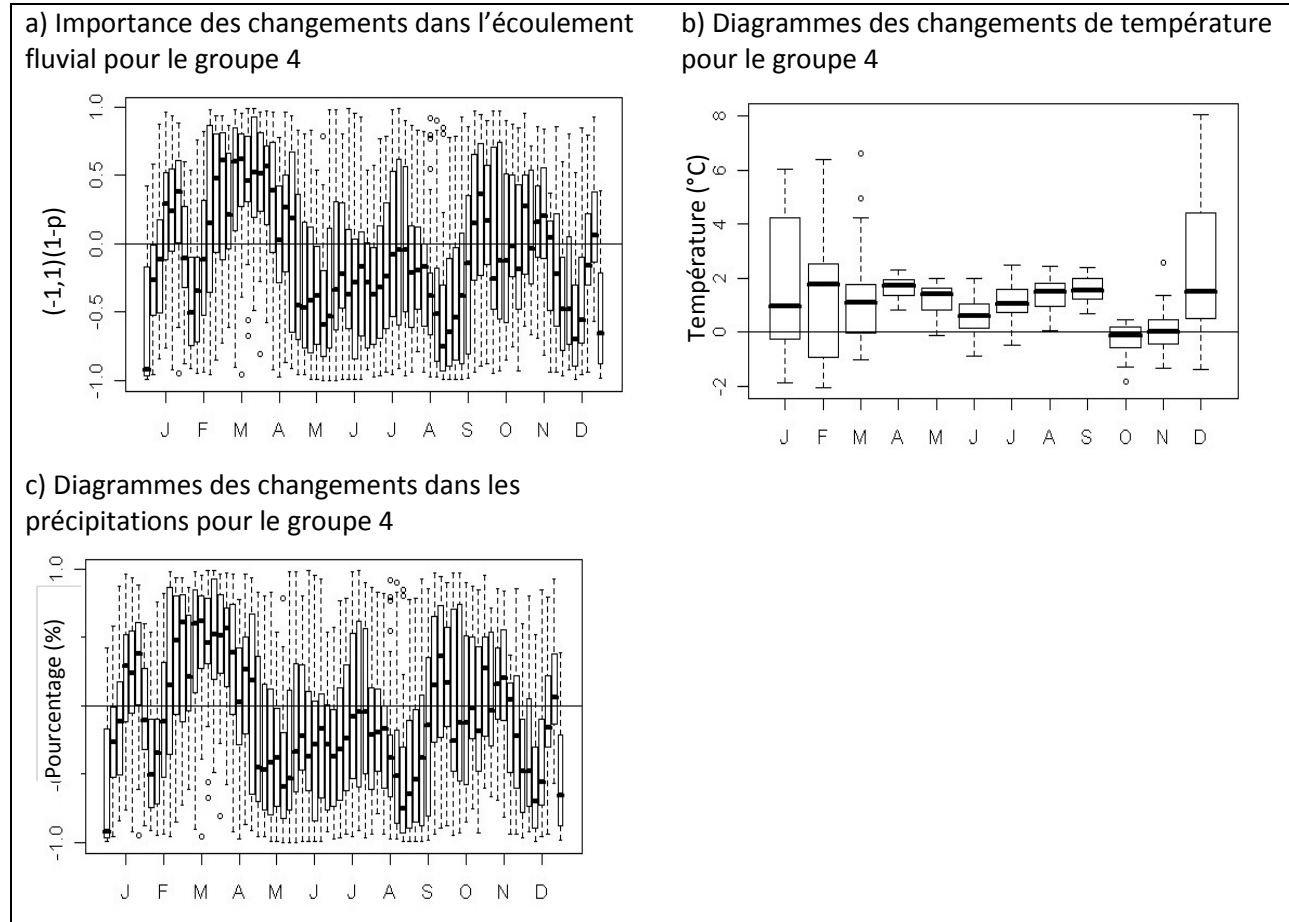 a) Importance des changements dans l'écoulement
fluvial pour le groupe 4
(-1,1)(1-p)
1.0
0.5
0.0
-0.5
-1.0
J F M A M J J A S O N D
b) Diagrammes des changements de température
pour le groupe 4
Température (°C)
8
6
4
2
0
-2
J F M A M J J A S O N D
c) Diagrammes des changements dans les
précipitations pour le groupe 4
Pourcentage (%)
1.0
-1.0
J F M A M J J A S O N D